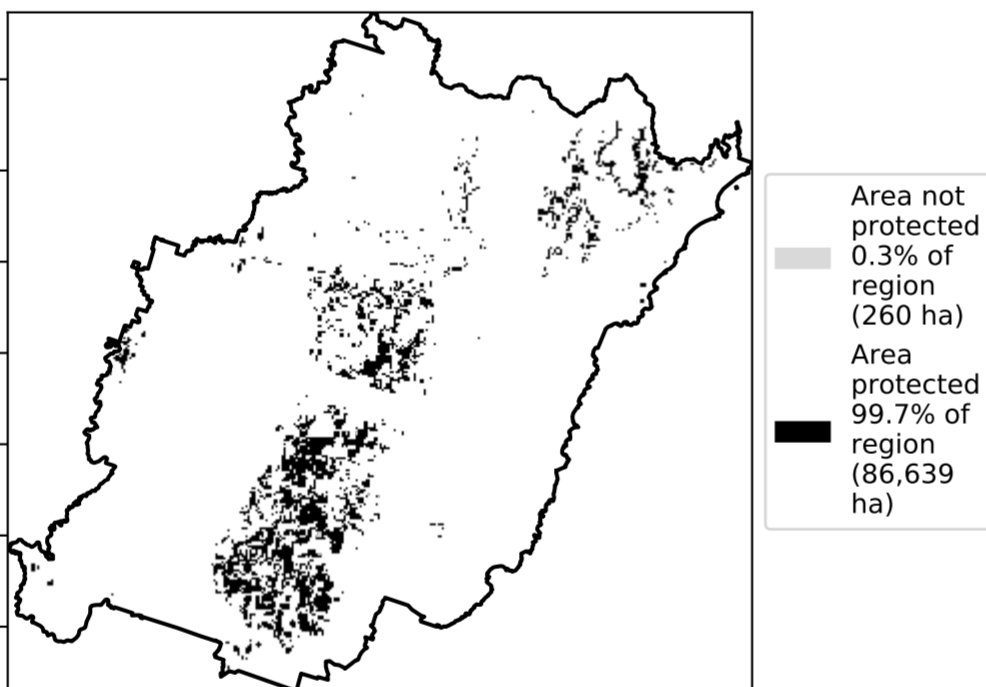 Area not
protected
0.3% of
region
(260 ha)
Area
protected
99.7% of
region
(86,639
ha)